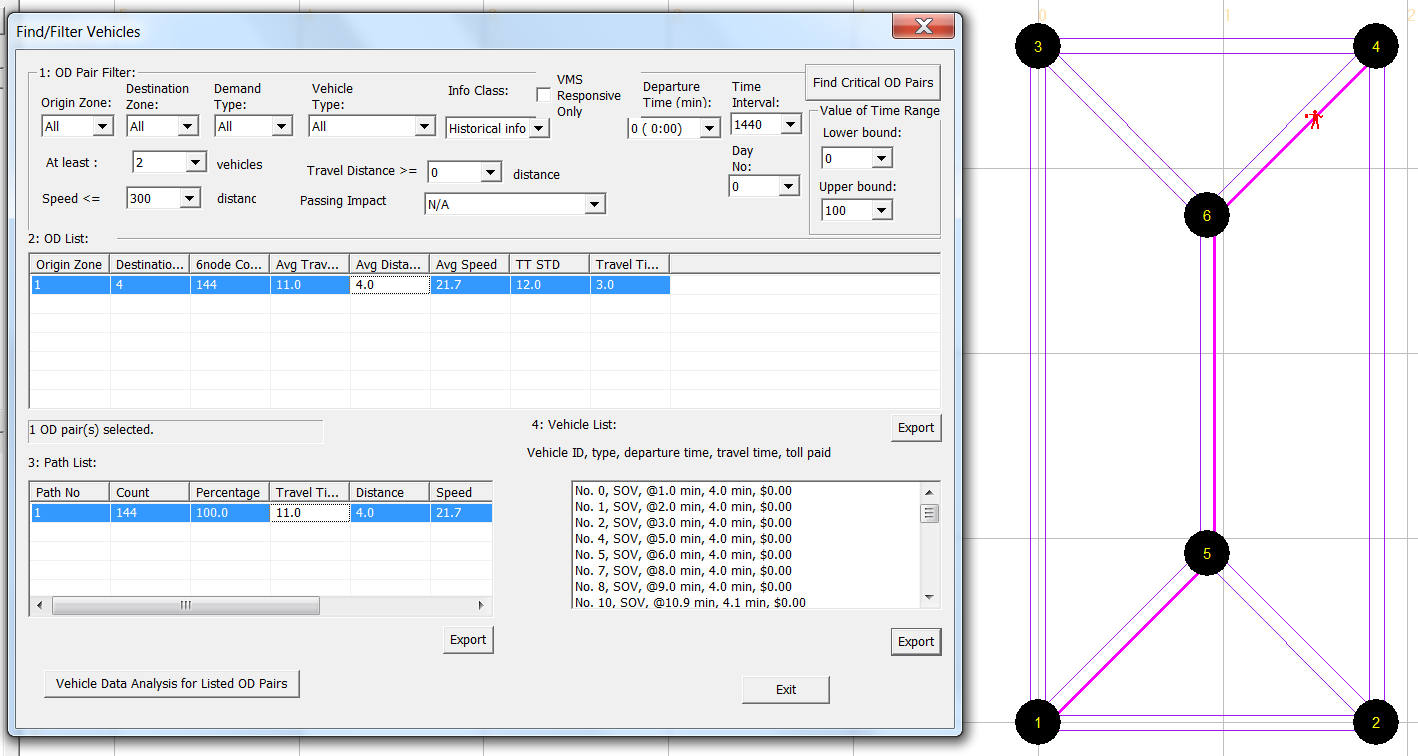 Find/Filter Vehicles
1: OD Pair Filter:
Origin Zone:
Destination
Zone:
Demand
Type:
Vehicle
Type:
Info Class:
VMS
Responsive
Only
Departure
Time (min):
Time
Interval:
Find Critical OD Pairs
All
All
All
All
Historical info
0 ( 0:00)
1440
Value of Time Range
Lower bound:
0
Upper bound:
100
At least :
2
vehicles
Travel Distance >=
0
distance
Day
No:
0
Speed <=
300
distanc
Passing Impact
N/A
2: OD List:
Origin Zone Destinatio... 6node Co... Avg Trav... Avg Dista... Avg Speed TT STD Travel Ti...
1 4 144 11.0 4.0 21.7 12.0 3.0
1 OD pair(s) selected.
4: Vehicle List:
Export
Vehicle ID, type, departure time, travel time, toll paid
3: Path List:
Path No Count Percentage Travel Ti... Distance Speed
1 144 100.0 11.0 4.0 21.7
No. 0, SOV, @1.0 min, 4.0 min, $0.00
No. 1, SOV, @2.0 min, 4.0 min, $0.00
No. 2, SOV, @3.0 min, 4.0 min, $0.00
No. 4, SOV, @5.0 min, 4.0 min, $0.00
No. 5, SOV, @6.0 min, 4.0 min, $0.00
No. 7, SOV, @8.0 min, 4.0 min, $0.00
No. 8, SOV, @9.0 min, 4.0 min, $0.00
No. 10, SOV, @10.9 min, 4.1 min, $0.00
Export
Export
Vehicle Data Analysis for Listed OD Pairs
Exit
0 1 2
3
4
6
5
1
2